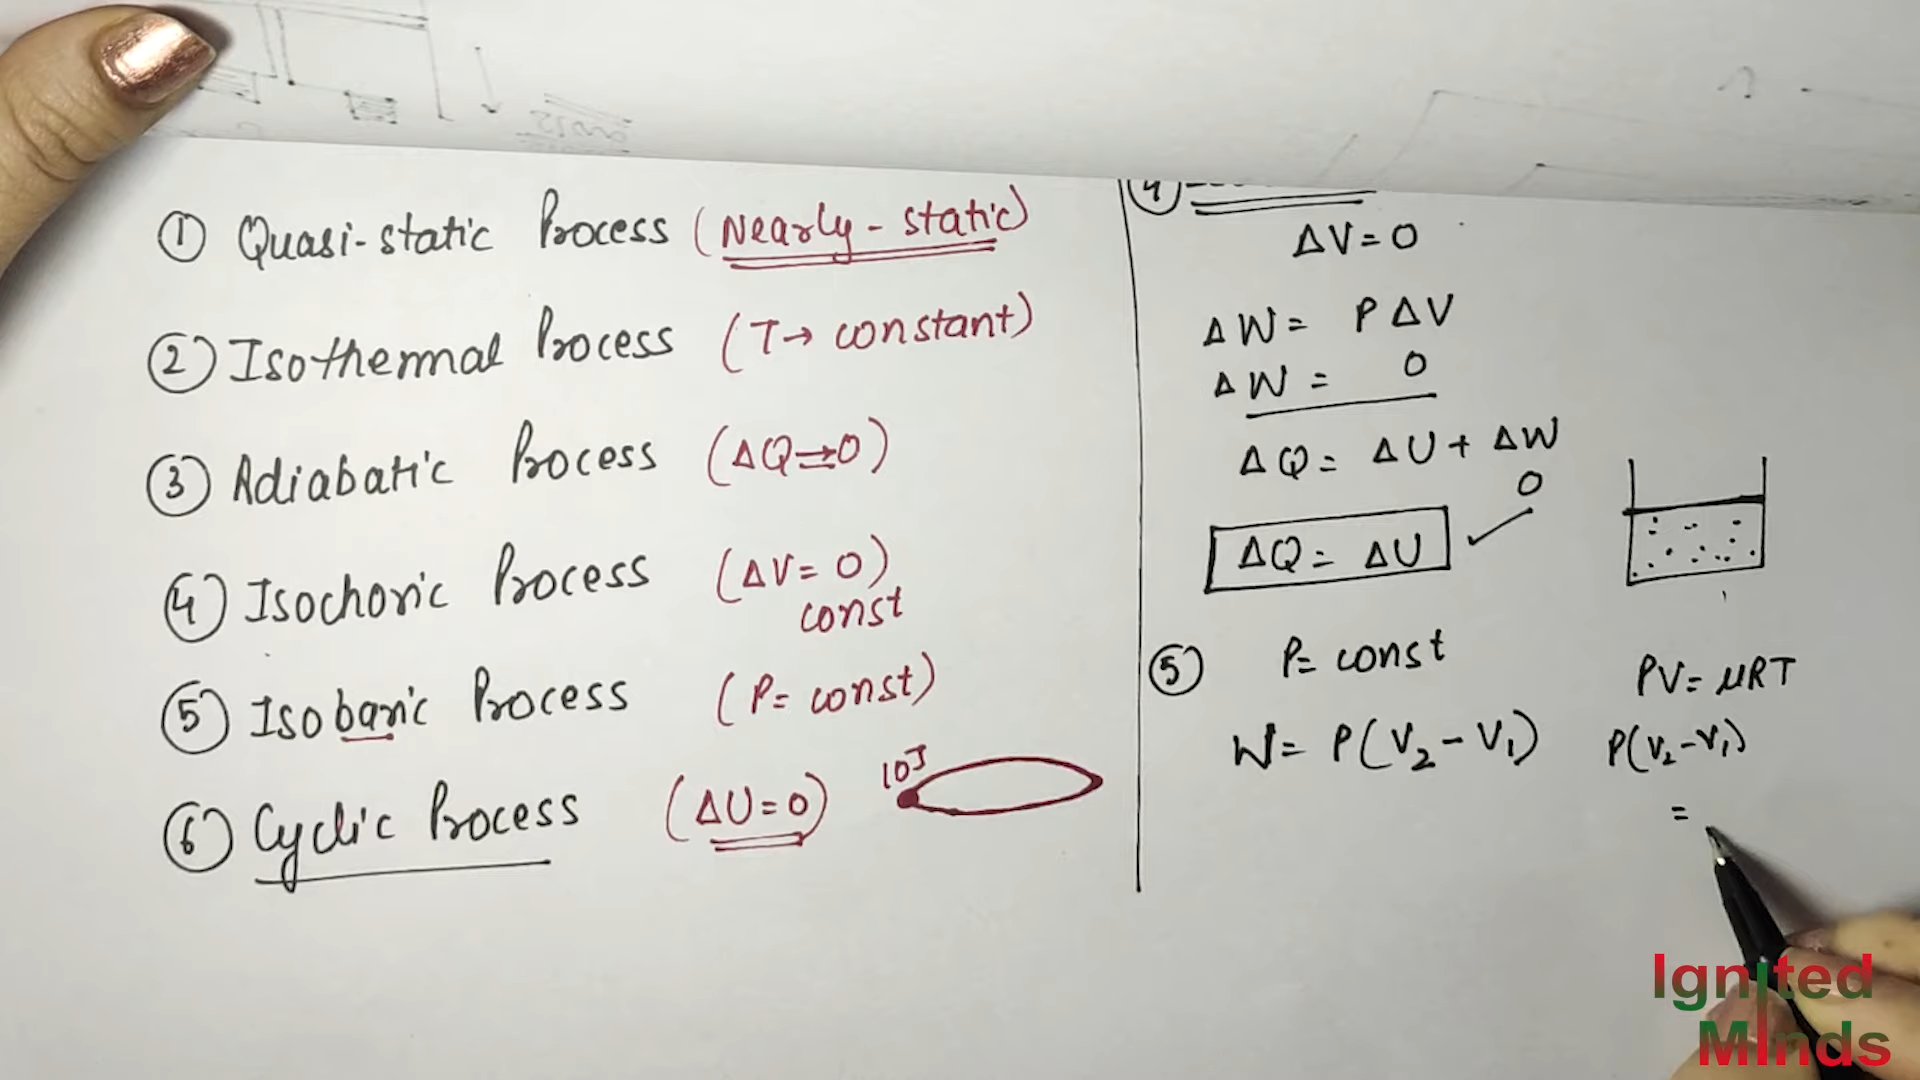 ① Quasi-static Process (Nearly-static)
② Isothermal Process (T→ constant)
③ Adiabatic Process (ΔQ→0)
④ Isochoric Process (ΔV=0)
const
⑤ Isobaric Process (P= const)
⑥ Cyclic Process (ΔU=0)
10J
④
ΔV=0
ΔW= PΔV
ΔW= 0
ΔQ= ΔU+ ΔW
0
ΔQ= ΔU ✓
⑤ P= const
W= P(V₂-V₁)
PV= μRT
P(V₂-V₁)
=
Ignited
Minds